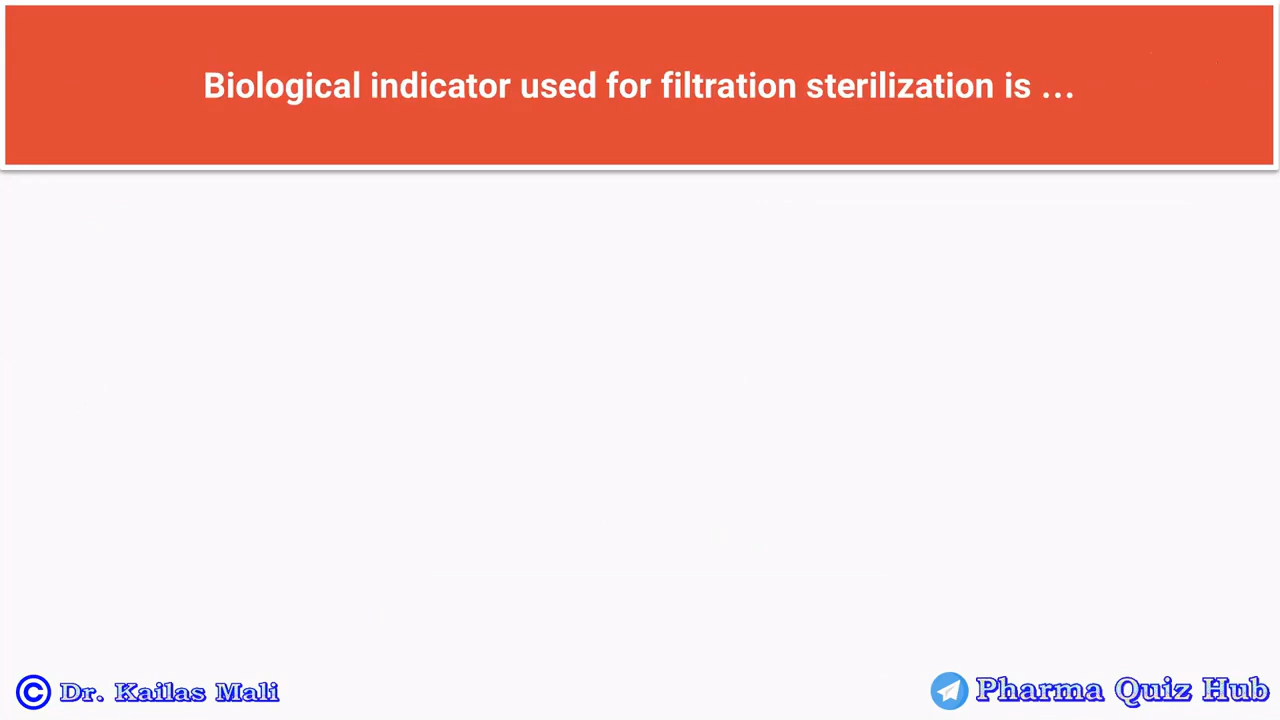 Biological indicator used for filtration sterilization is ...
© Dr. Kailas Mali
Pharma Quiz Hub